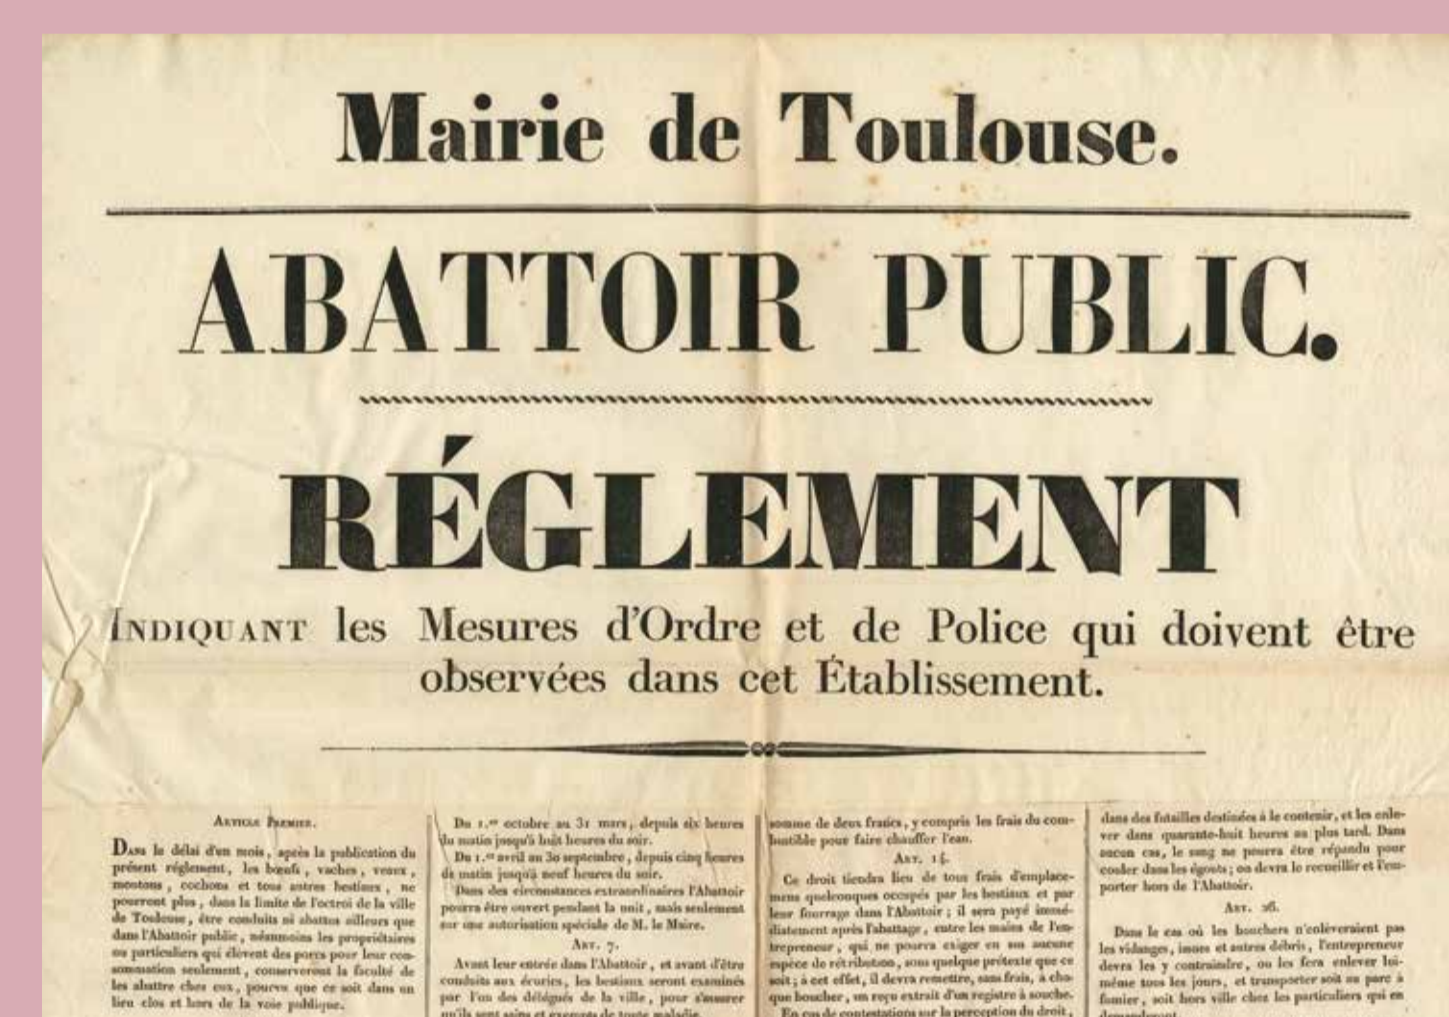 Mairie de Toulouse.
ABATTOIR PUBLIC.
RÉGLEMENT
INDIQUANT les Mesures d'Ordre et de Police qui doivent être
observées dans cet Établissement.
ARTICLE PREMIER.
DANS le délai d'un mois, après la publication du
présent réglement, les bœufs, vaches, veaux,
moutons, cochons et tous autres bestiaux, ne
pourront plus, dans la limite de l'octroi de la ville
de Toulouse, être conduits ni abattus ailleurs que
dans l'Abattoir public, néanmoins les propriétaires
ou particuliers qui élèvent des porcs pour leur con-
sommation seulement, conserveront la faculté de
les abattre chez eux, pourvu que ce soit dans un
lieu clos et hors de la voie publique.
Du 1.er octobre au 31 mars, depuis six heures
du matin jusqu'à huit heures du soir.
Du 1.er avril au 30 septembre, depuis cinq heures
de matin jusqu'à neuf heures du soir.
Dans des circonstances extraordinaires l'Abattoir
pourra être ouvert pendant la nuit, mais seulement
sur une autorisation spéciale de M. le Maire.
ART. 7.
Avant leur entrée dans l'Abattoir, et avant d'être
conduits aux écuries, les bestiaux seront examinés
par l'un des délégués de la ville, pour s'assurer
qu'ils sont sains et exempts de toute maladie.
somme de deux francs, y compris les frais du com-
bustible pour faire chauffer l'eau.
ART. 14.
Ce droit tiendra lieu de tous frais d'emplace-
mens quelconques occupés par les bestiaux et par
leur fourrage dans l'Abattoir; il sera payé immé-
diatement après l'abattage, entre les mains de l'en-
trepreneur, qui ne pourra exiger en sus aucune
espèce de rétribution, sous quelque prétexte que ce
soit; à cet effet, il devra remettre, sans frais, à cha-
que boucher, un reçu extrait d'un registre à souche.
En cas de contestations sur la perception du droit,
dans des futailles destinées à le contenir, et les enle-
ver dans quarante-huit heures au plus tard. Dans
aucun cas, le sang ne pourra être répandu pour
couler dans les égouts; on devra le recueillir et l'em-
porter hors de l'Abattoir.
ART. 26.
Dans le cas où les bouchers n'enlèveraient pas
les vidanges, issues et autres débris, l'entrepreneur
devra les y contraindre, ou les fera enlever lui-
même tous les jours, et transporter soit au parc à
fumier, soit hors ville chez les particuliers qui en